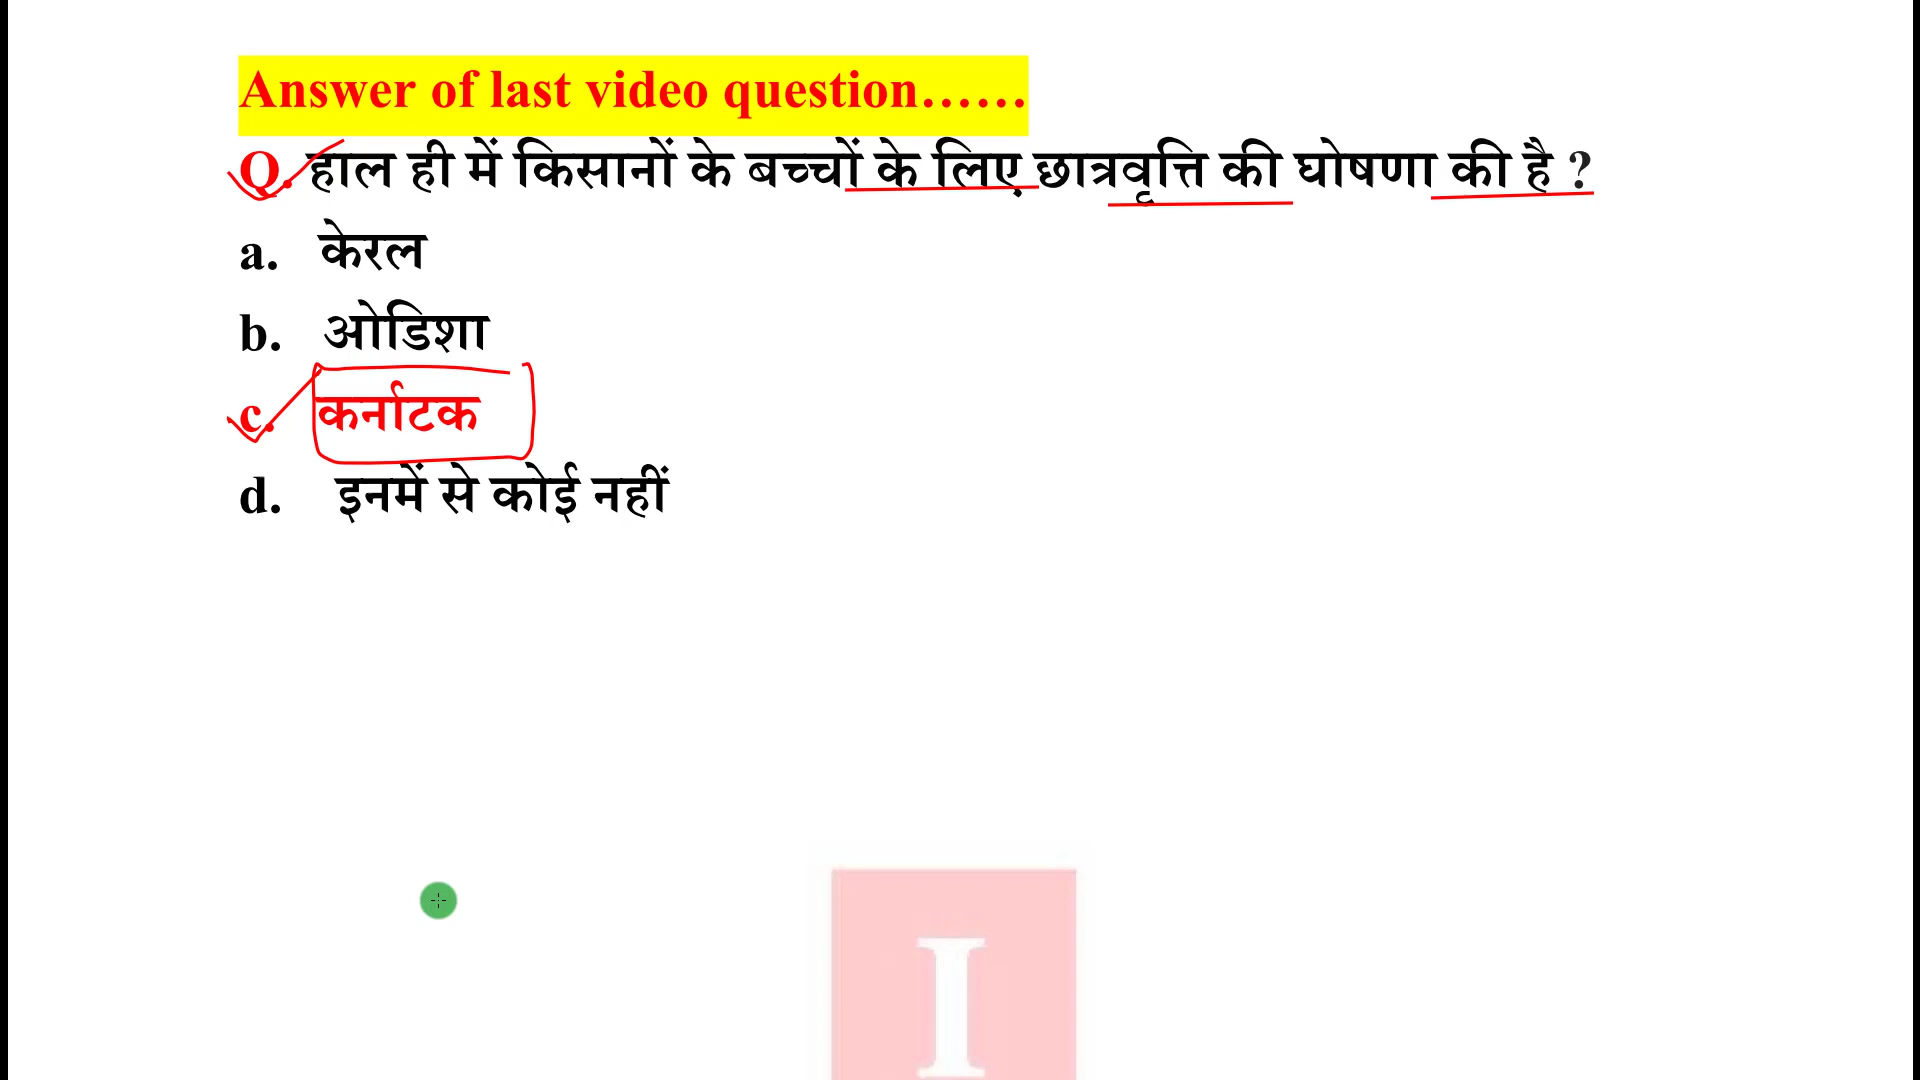 Answer of last video question......
Q. हाल ही में किसानों के बच्चों के लिए छात्रवृत्ति की घोषणा की है ?
a. केरल
b. ओडिशा
c. कर्नाटक
d. इनमें से कोई नहीं
I